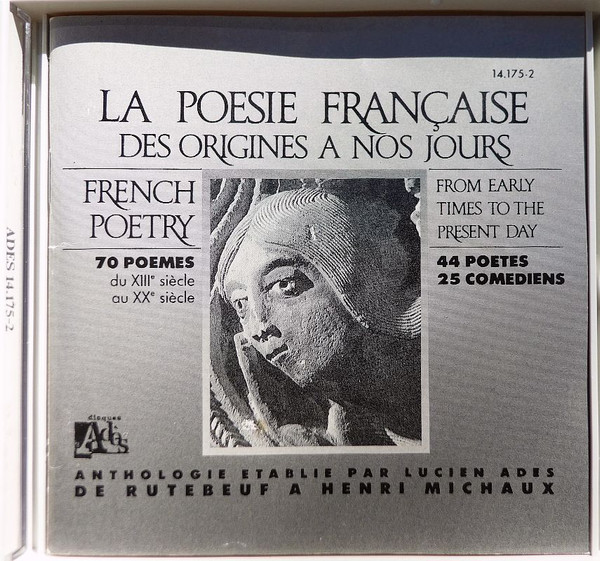 14.175-2
LA POESIE FRANÇAISE
DES ORIGINES A NOS JOURS
FRENCH
POETRY
FROM EARLY
TIMES TO THE
PRESENT DAY
70 POEMES
du XIIIe siècle
au XXe siècle
44 POETES
25 COMEDIENS
disques
Adès
ANTHOLOGIE ETABLIE PAR LUCIEN ADES
DE RUTEBEUF A HENRI MICHAUX
ADES 14.175-2